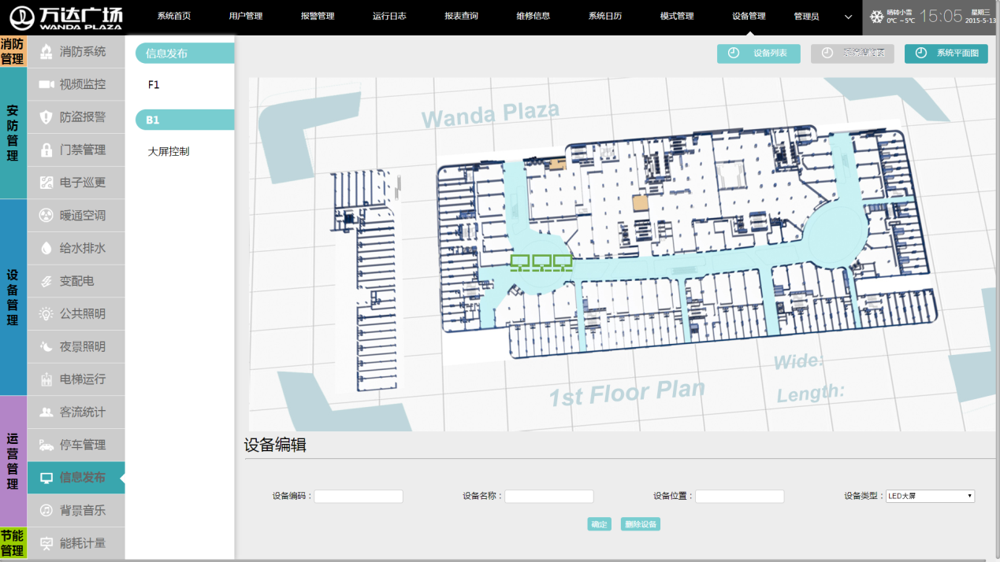 万达广场
WANDA PLAZA
系统首页
用户管理
报警管理
运行日志
报表查询
维修信息
系统日历
模式管理
设备管理
管理员
晴转小雪
0℃ ~5℃
15:05
星期三
2015-5-13
消防管理
安防管理
设备管理
运营管理
节能管理
消防系统
视频监控
防盗报警
门禁管理
电子巡更
暖通空调
给水排水
变配电
公共照明
夜景照明
电梯运行
客流统计
停车管理
信息发布
背景音乐
能耗计量
信息发布
F1
B1
大屏控制
设备列表
系统平面图
Wanda Plaza
1st Floor Plan
Wide:
Length:
设备编辑
设备编码：
设备名称：
设备位置：
设备类型：
LED大屏
确定
删除设备